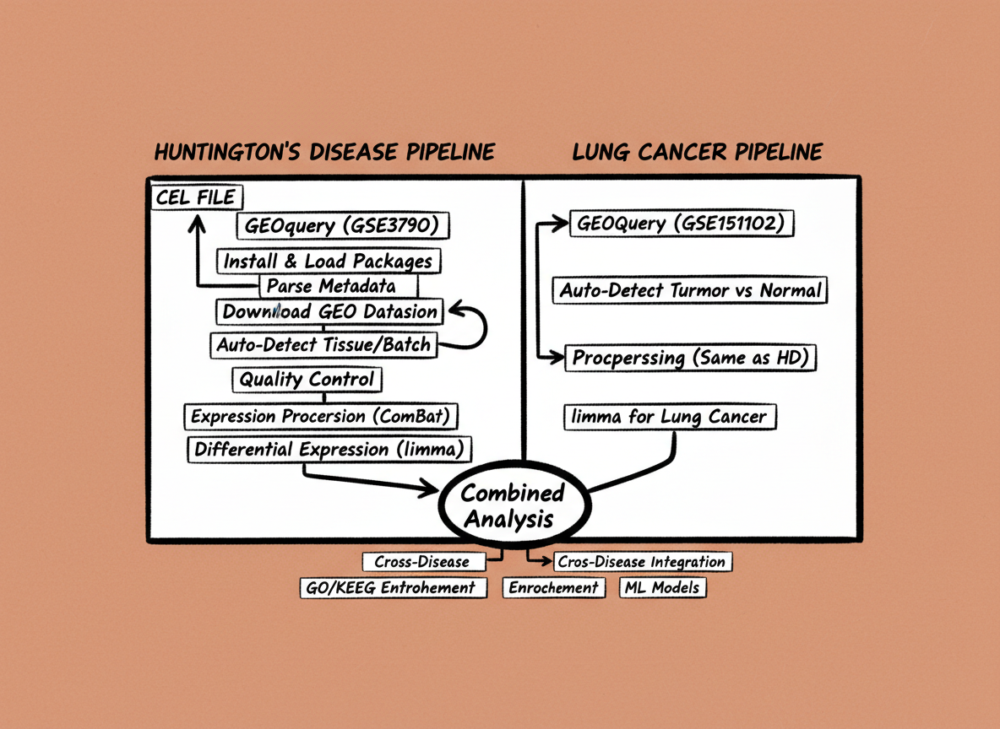 HUNTINGTON'S DISEASE PIPELINE
LUNG CANCER PIPELINE
CEL FILE
GEOquery (GSE3790)
Install & Load Packages
Parse Metadata
Download GEO Datasion
Auto-Detect Tissue/Batch
Quality Control
Expression Procersion (ComBat)
Differential Expression (limma)
GEOQuery (GSE151102)
Auto-Detect Turmor vs Normal
Procperssing (Same as HD)
limma for Lung Cancer
Combined
Analysis
Cross-Disease
Cros-Disease Integration
GO/KEEG Entrohement
Enrochement
ML Models